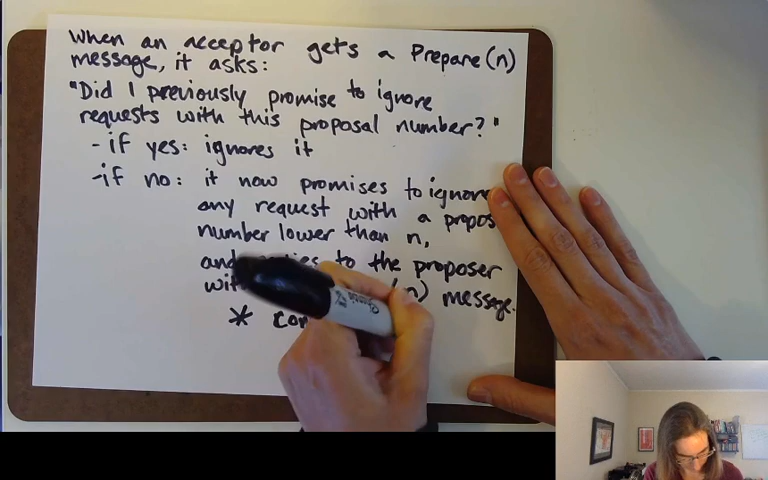 When an acceptor gets a Prepare(n)
message, it asks:
"Did I previously promise to ignore
requests with this proposal number?"
- if yes: ignores it
- if no: it now promises to ignore
any request with a
number lower than n,
to the proposer
(n) message.
*
Sharpie